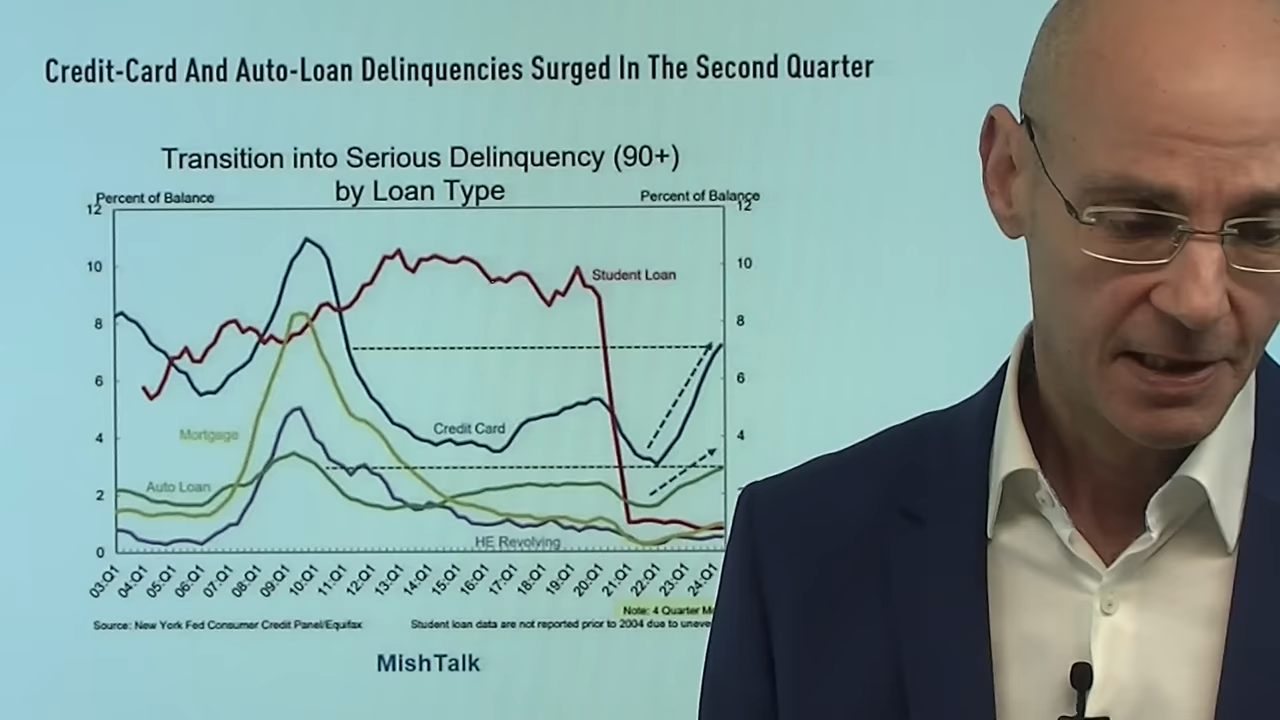 Credit-Card And Auto-Loan Delinquencies Surged In The Second Quarter
Transition into Serious Delinquency (90+)
by Loan Type
Percent of Balance
Percent of Balance
12
12
10
10
8
8
6
6
4
4
2
0
Student Loan
Credit Card
Mortgage
Auto Loan
HE Revolving
03:Q1
04:Q1
05:Q1
06:Q1
07:Q1
08:Q1
09:Q1
10:Q1
11:Q1
12:Q1
13:Q1
14:Q1
15:Q1
16:Q1
17:Q1
18:Q1
19:Q1
20:Q1
21:Q1
22:Q1
23:Q1
24:Q1
Note: 4 Quarter
Source: New York Fed Consumer Credit Panel/Equifax
Student loan data are not reported prior to 2004 due to
MishTalk